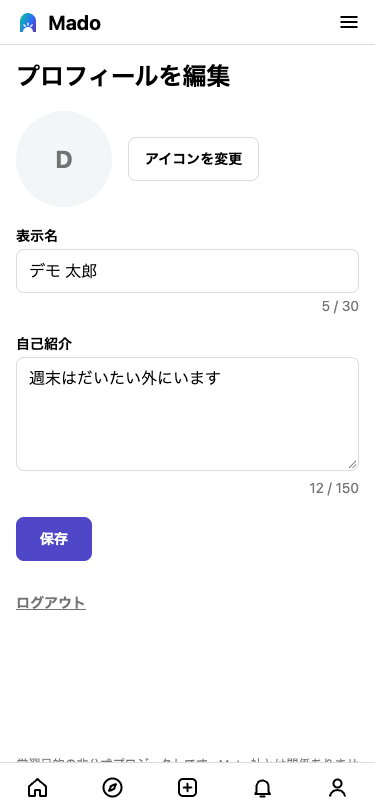 Mado
プロフィールを編集
D
アイコンを変更
表示名
デモ 太郎
5 / 30
自己紹介
週末はだいたい外にいます
12 / 150
保存
ログアウト